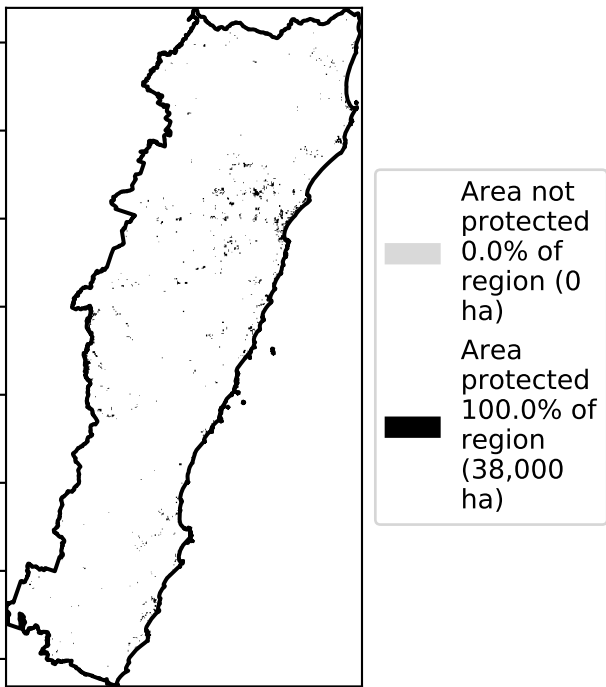 Area not
protected
0.0% of
region (0
ha)
Area
protected
100.0% of
region
(38,000
ha)